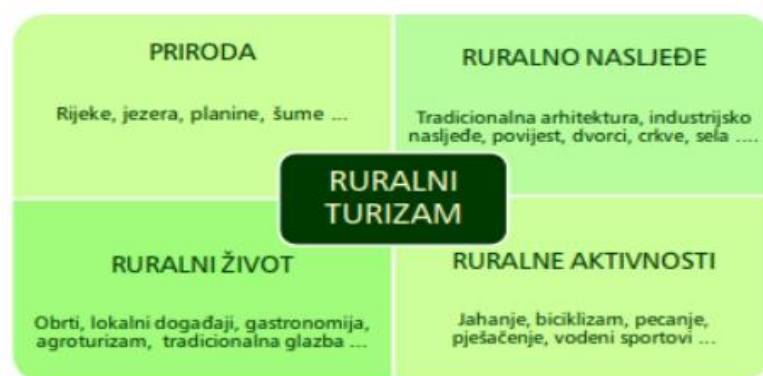 PRIRODA
Rijeke, jezera, planine, šume ...
RURALNO NASLJEĐE
Tradicionalna arhitektura, industrijsko
nasljeđe, povijest, dvorci, crkve, sela ....
RURALNI
TURIZAM
RURALNI ŽIVOT
Obrti, lokalni događaji, gastronomija,
agroturizam, tradicionalna glazba ...
RURALNE AKTIVNOSTI
Jahanje, biciklizam, pecanje,
pješačenje, vodeni sportovi ...